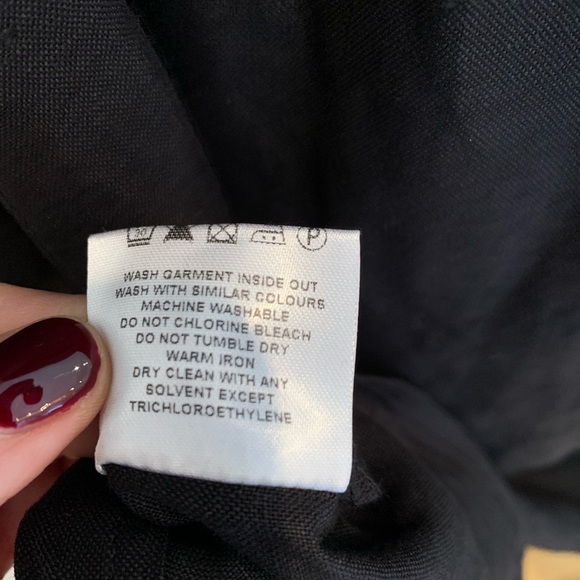 30 P
WASH GARMENT INSIDE OUT
WASH WITH SIMILAR COLOURS
MACHINE WASHABLE
DO NOT CHLORINE BLEACH
DO NOT TUMBLE DRY
WARM IRON
DRY CLEAN WITH ANY
SOLVENT EXCEPT
TRICHLOROETHYLENE